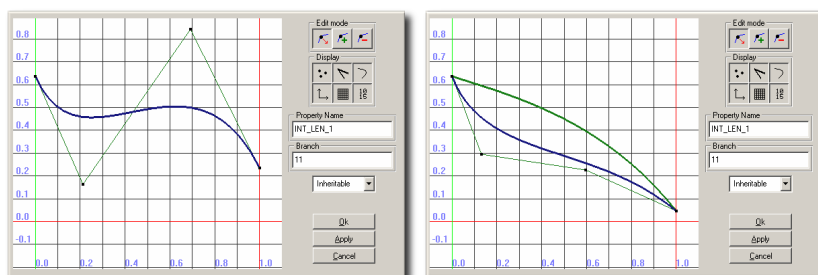 0.8
0.7
0.6
0.5
0.4
0.3
0.2
0.1
0.0
-0.1
0.0 0.2 0.4 0.6 0.8 1.0
Edit mode
Display
Property Name
INT_LEN_1
Branch
11
Inheritable
Ok
Apply
Cancel
0.8
0.7
0.6
0.5
0.4
0.3
0.2
0.1
0.0
-0.1
0.0 0.2 0.4 0.6 0.8 1.0
Edit mode
Display
Property Name
INT_LEN_1
Branch
11
Inheritable
Ok
Apply
Cancel